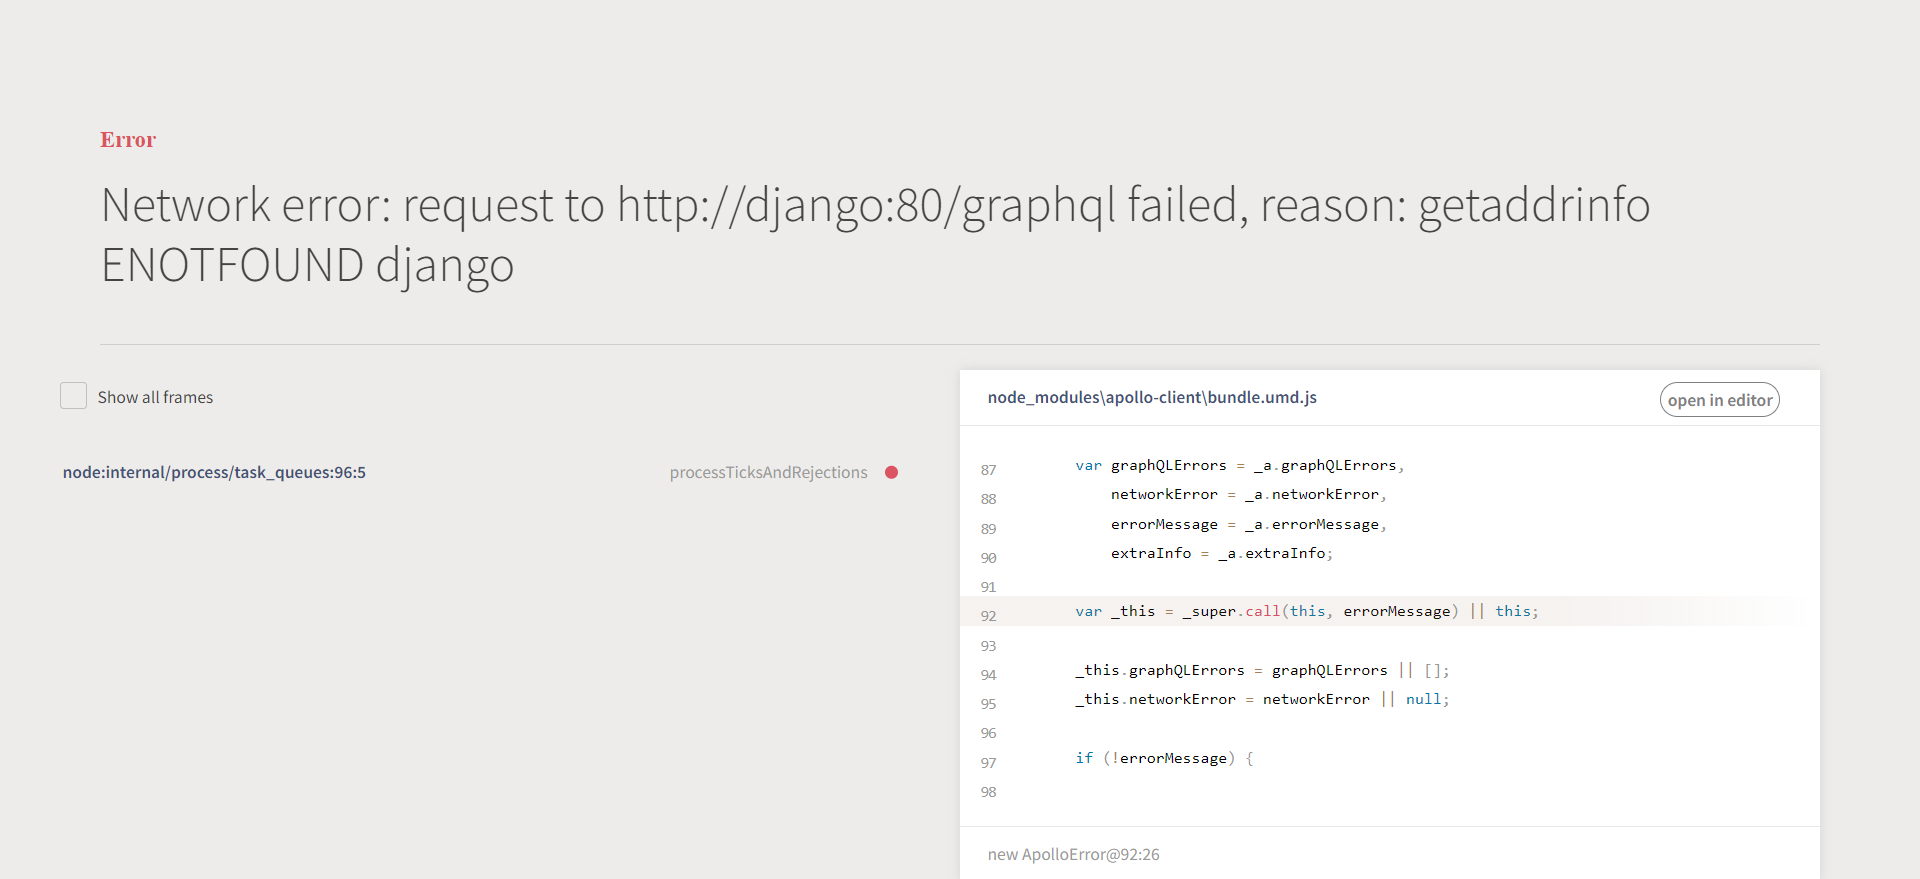 Error
Network error: request to http://django:80/graphql failed, reason: getaddrinfo
ENOTFOUND django
Show all frames
node:internal/process/task_queues:96:5 processTicksAndRejections
node_modules\apollo-client\bundle.umd.js open in editor
87 var graphQLErrors = _a.graphQLErrors,
88 networkError = _a.networkError,
89 errorMessage = _a.errorMessage,
90 extraInfo = _a.extraInfo;
91
92 var _this = _super.call(this, errorMessage) || this;
93
94 _this.graphQLErrors = graphQLErrors || [];
95 _this.networkError = networkError || null;
96
97 if (!errorMessage) {
98
new ApolloError@92:26